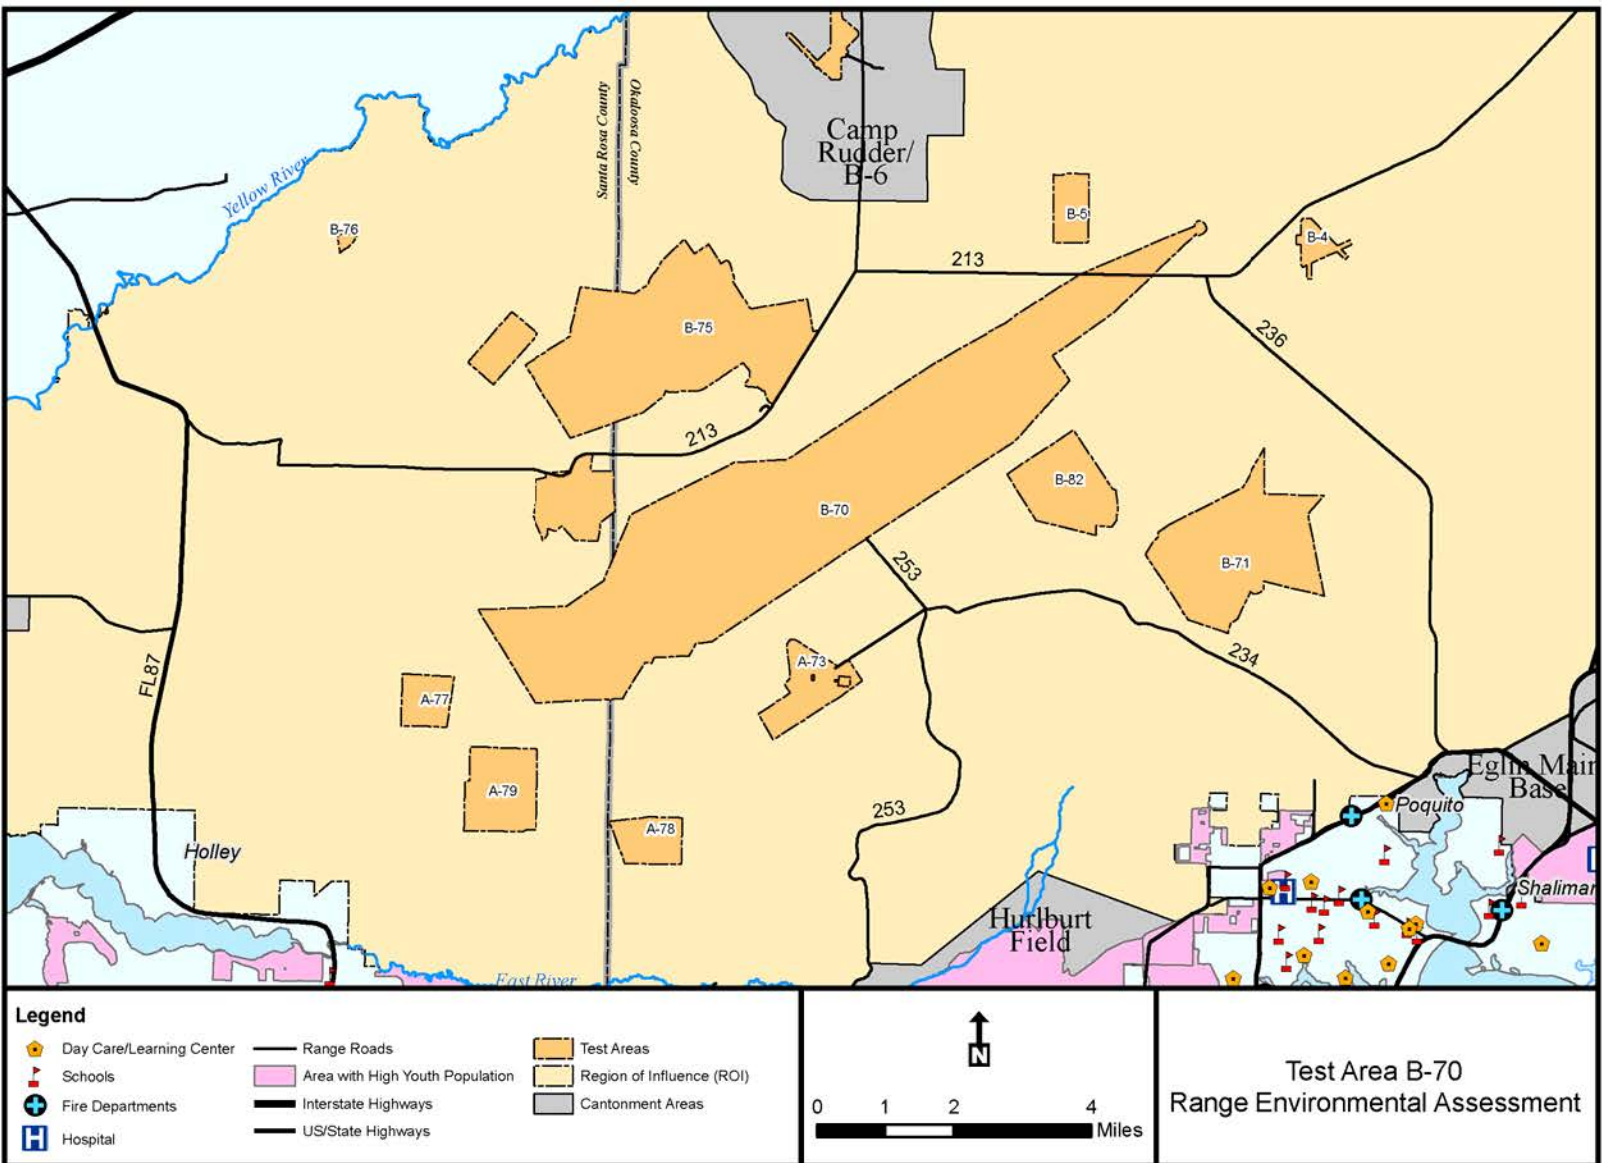 Santa Rosa County
Okaloosa County
Camp
Rudder/
B-6
Yellow River
B-76
B-5
B-4
213
B-75
236
213
B-82
B-70
B-71
253
234
FL87
A-73
A-77
A-79
A-78
253
Eglin Main
Base
Poquito
Holley
Shalimar
Hurlburt
Field
East River
H
Legend
Day Care/Learning Center
Schools
Fire Departments
H
Hospital
Range Roads
Area with High Youth Population
Interstate Highways
US/State Highways
Test Areas
Region of Influence (ROI)
Cantonment Areas
N
0 1 2 4
Miles
Test Area B-70
Range Environmental Assessment